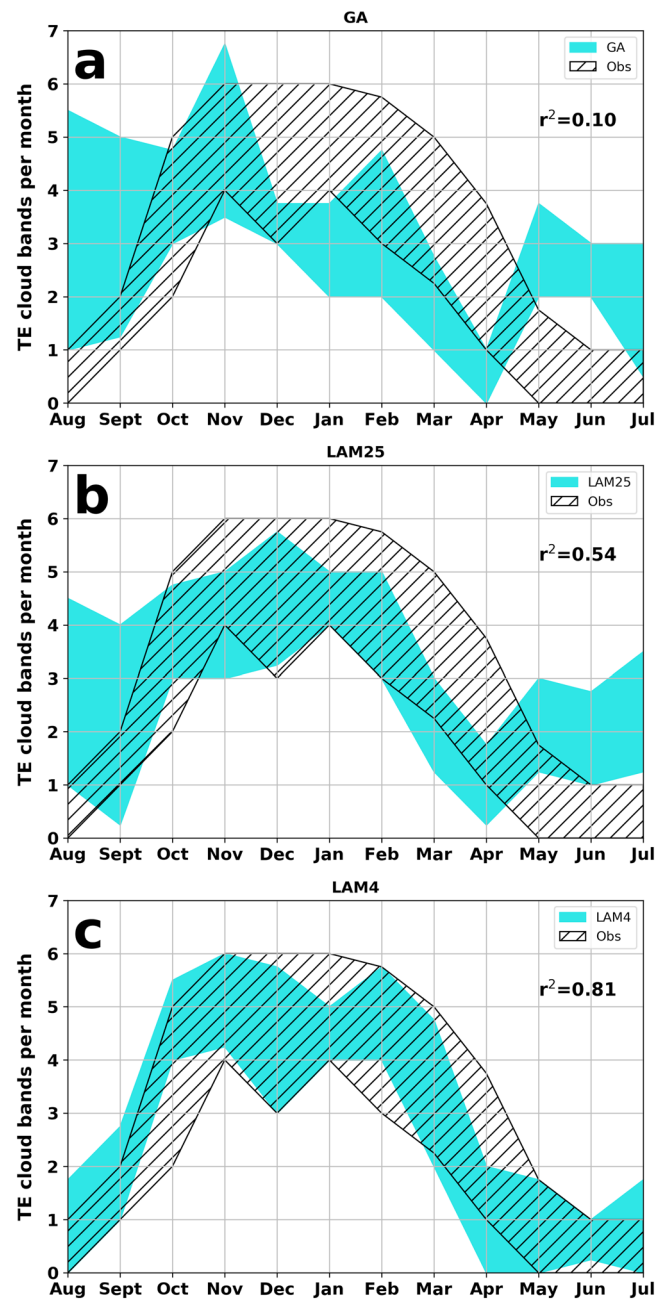 GA
a
TE cloud bands per month
7
6
5
4
3
2
1
0
GA
Obs
r²=0.10
Aug Sept Oct Nov Dec Jan Feb Mar Apr May Jun Jul
LAM25
b
TE cloud bands per month
7
6
5
4
3
2
1
0
LAM25
Obs
r²=0.54
Aug Sept Oct Nov Dec Jan Feb Mar Apr May Jun Jul
LAM4
c
TE cloud bands per month
7
6
5
4
3
2
1
0
LAM4
Obs
r²=0.81
Aug Sept Oct Nov Dec Jan Feb Mar Apr May Jun Jul